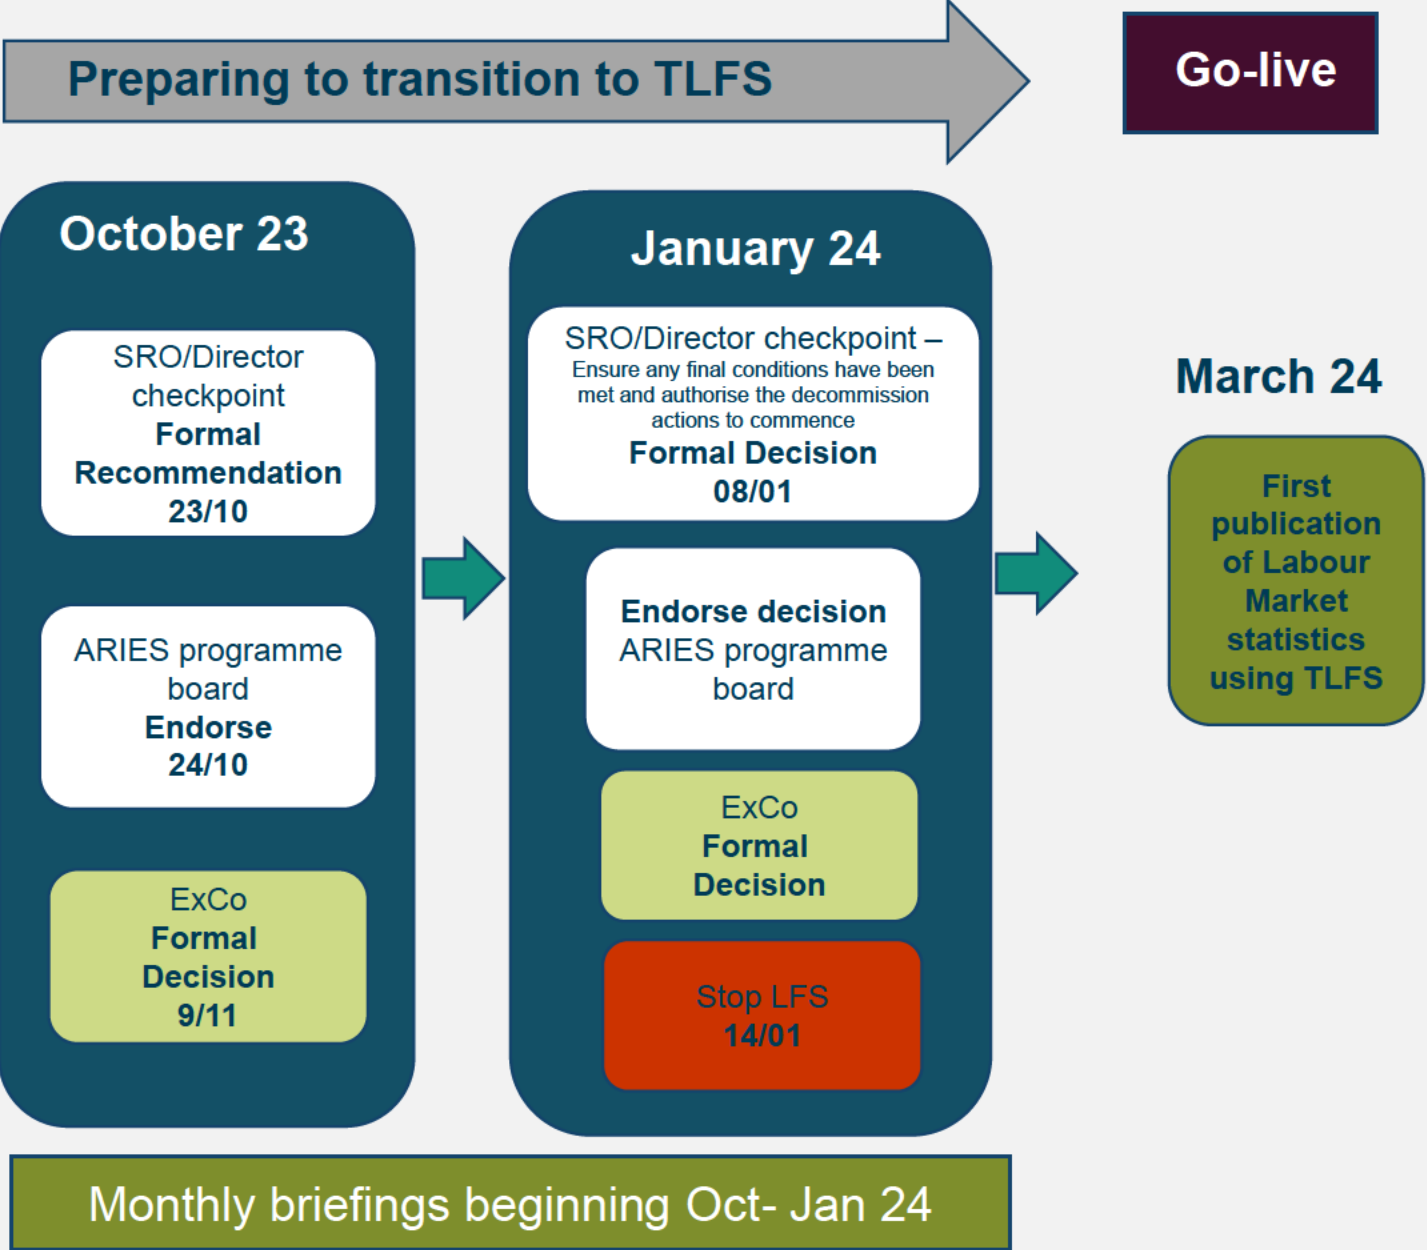 Preparing to transition to TLFS
Go-live
October 23
SRO/Director
checkpoint
Formal
Recommendation
23/10
ARIES programme
board
Endorse
24/10
ExCo
Formal
Decision
9/11
January 24
SRO/Director checkpoint –
Ensure any final conditions have been
met and authorise the decommission
actions to commence
Formal Decision
08/01
Endorse decision
ARIES programme
board
ExCo
Formal
Decision
Stop LFS
14/01
March 24
First
publication
of Labour
Market
statistics
using TLFS
Monthly briefings beginning Oct- Jan 24